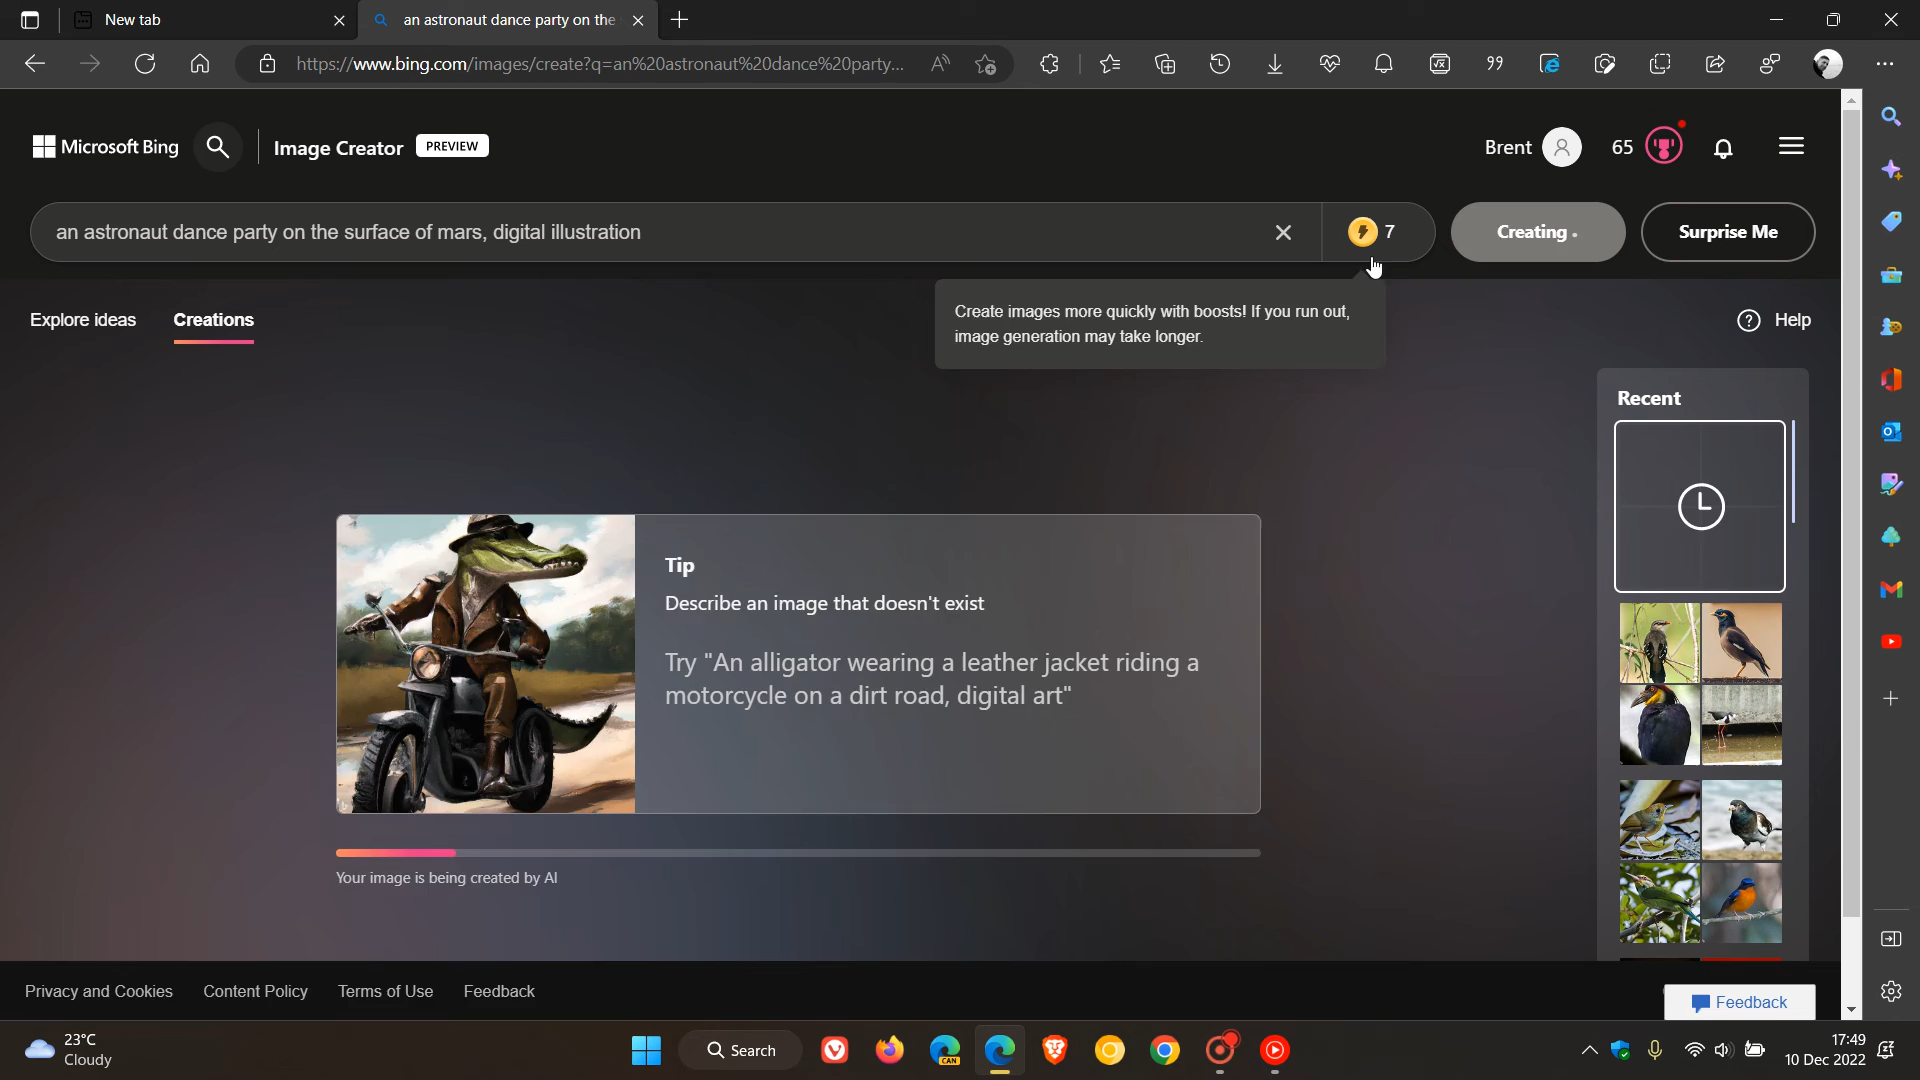 New tab
an astronaut dance party on the
https://www.bing.com/images/create?q=an%20astronaut%20dance%20party...
Microsoft Bing
Image Creator
PREVIEW
Brent
65
an astronaut dance party on the surface of mars, digital illustration
7
Creating
Surprise Me
Create images more quickly with boosts! If you run out,
image generation may take longer.
Explore ideas
Creations
Help
Recent
Tip
Describe an image that doesn't exist
Try "An alligator wearing a leather jacket riding a
motorcycle on a dirt road, digital art"
Your image is being created by AI
Privacy and Cookies
Content Policy
Terms of Use
Feedback
Feedback
23°C
Cloudy
Search
CAN
17:49
10 Dec 2022